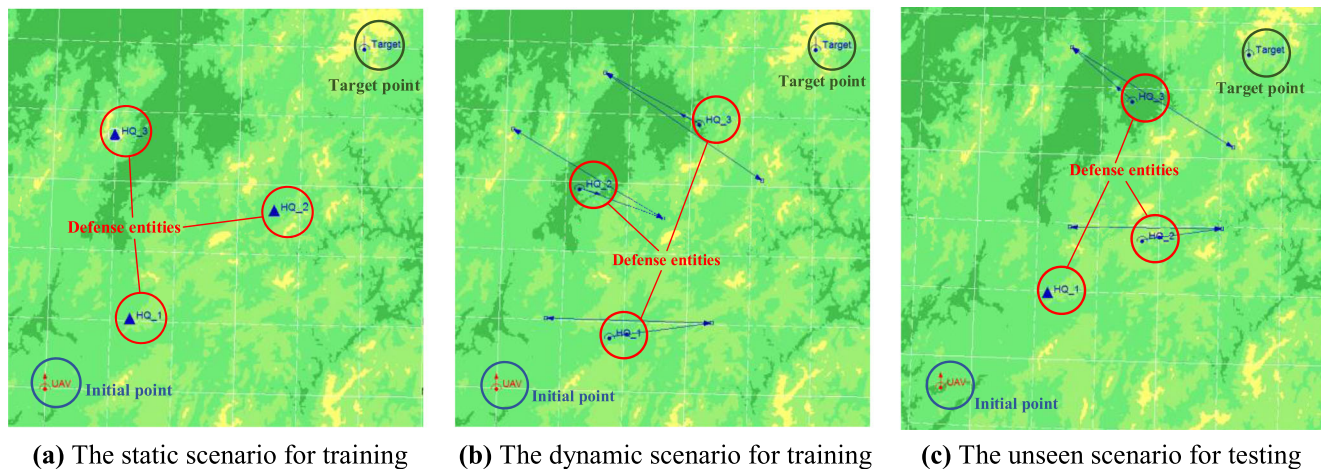 Target
Target point
HQ_3
Defense entities
HQ_2
HQ_1
UAV
Initial point
(a) The static scenario for training
Target
Target point
HQ_3
HQ_2
Defense entities
HQ_1
UAV
Initial point
(b) The dynamic scenario for training
Target
Target point
HQ_3
Defense entities
HQ_2
HQ_1
UAV
Initial point
(c) The unseen scenario for testing